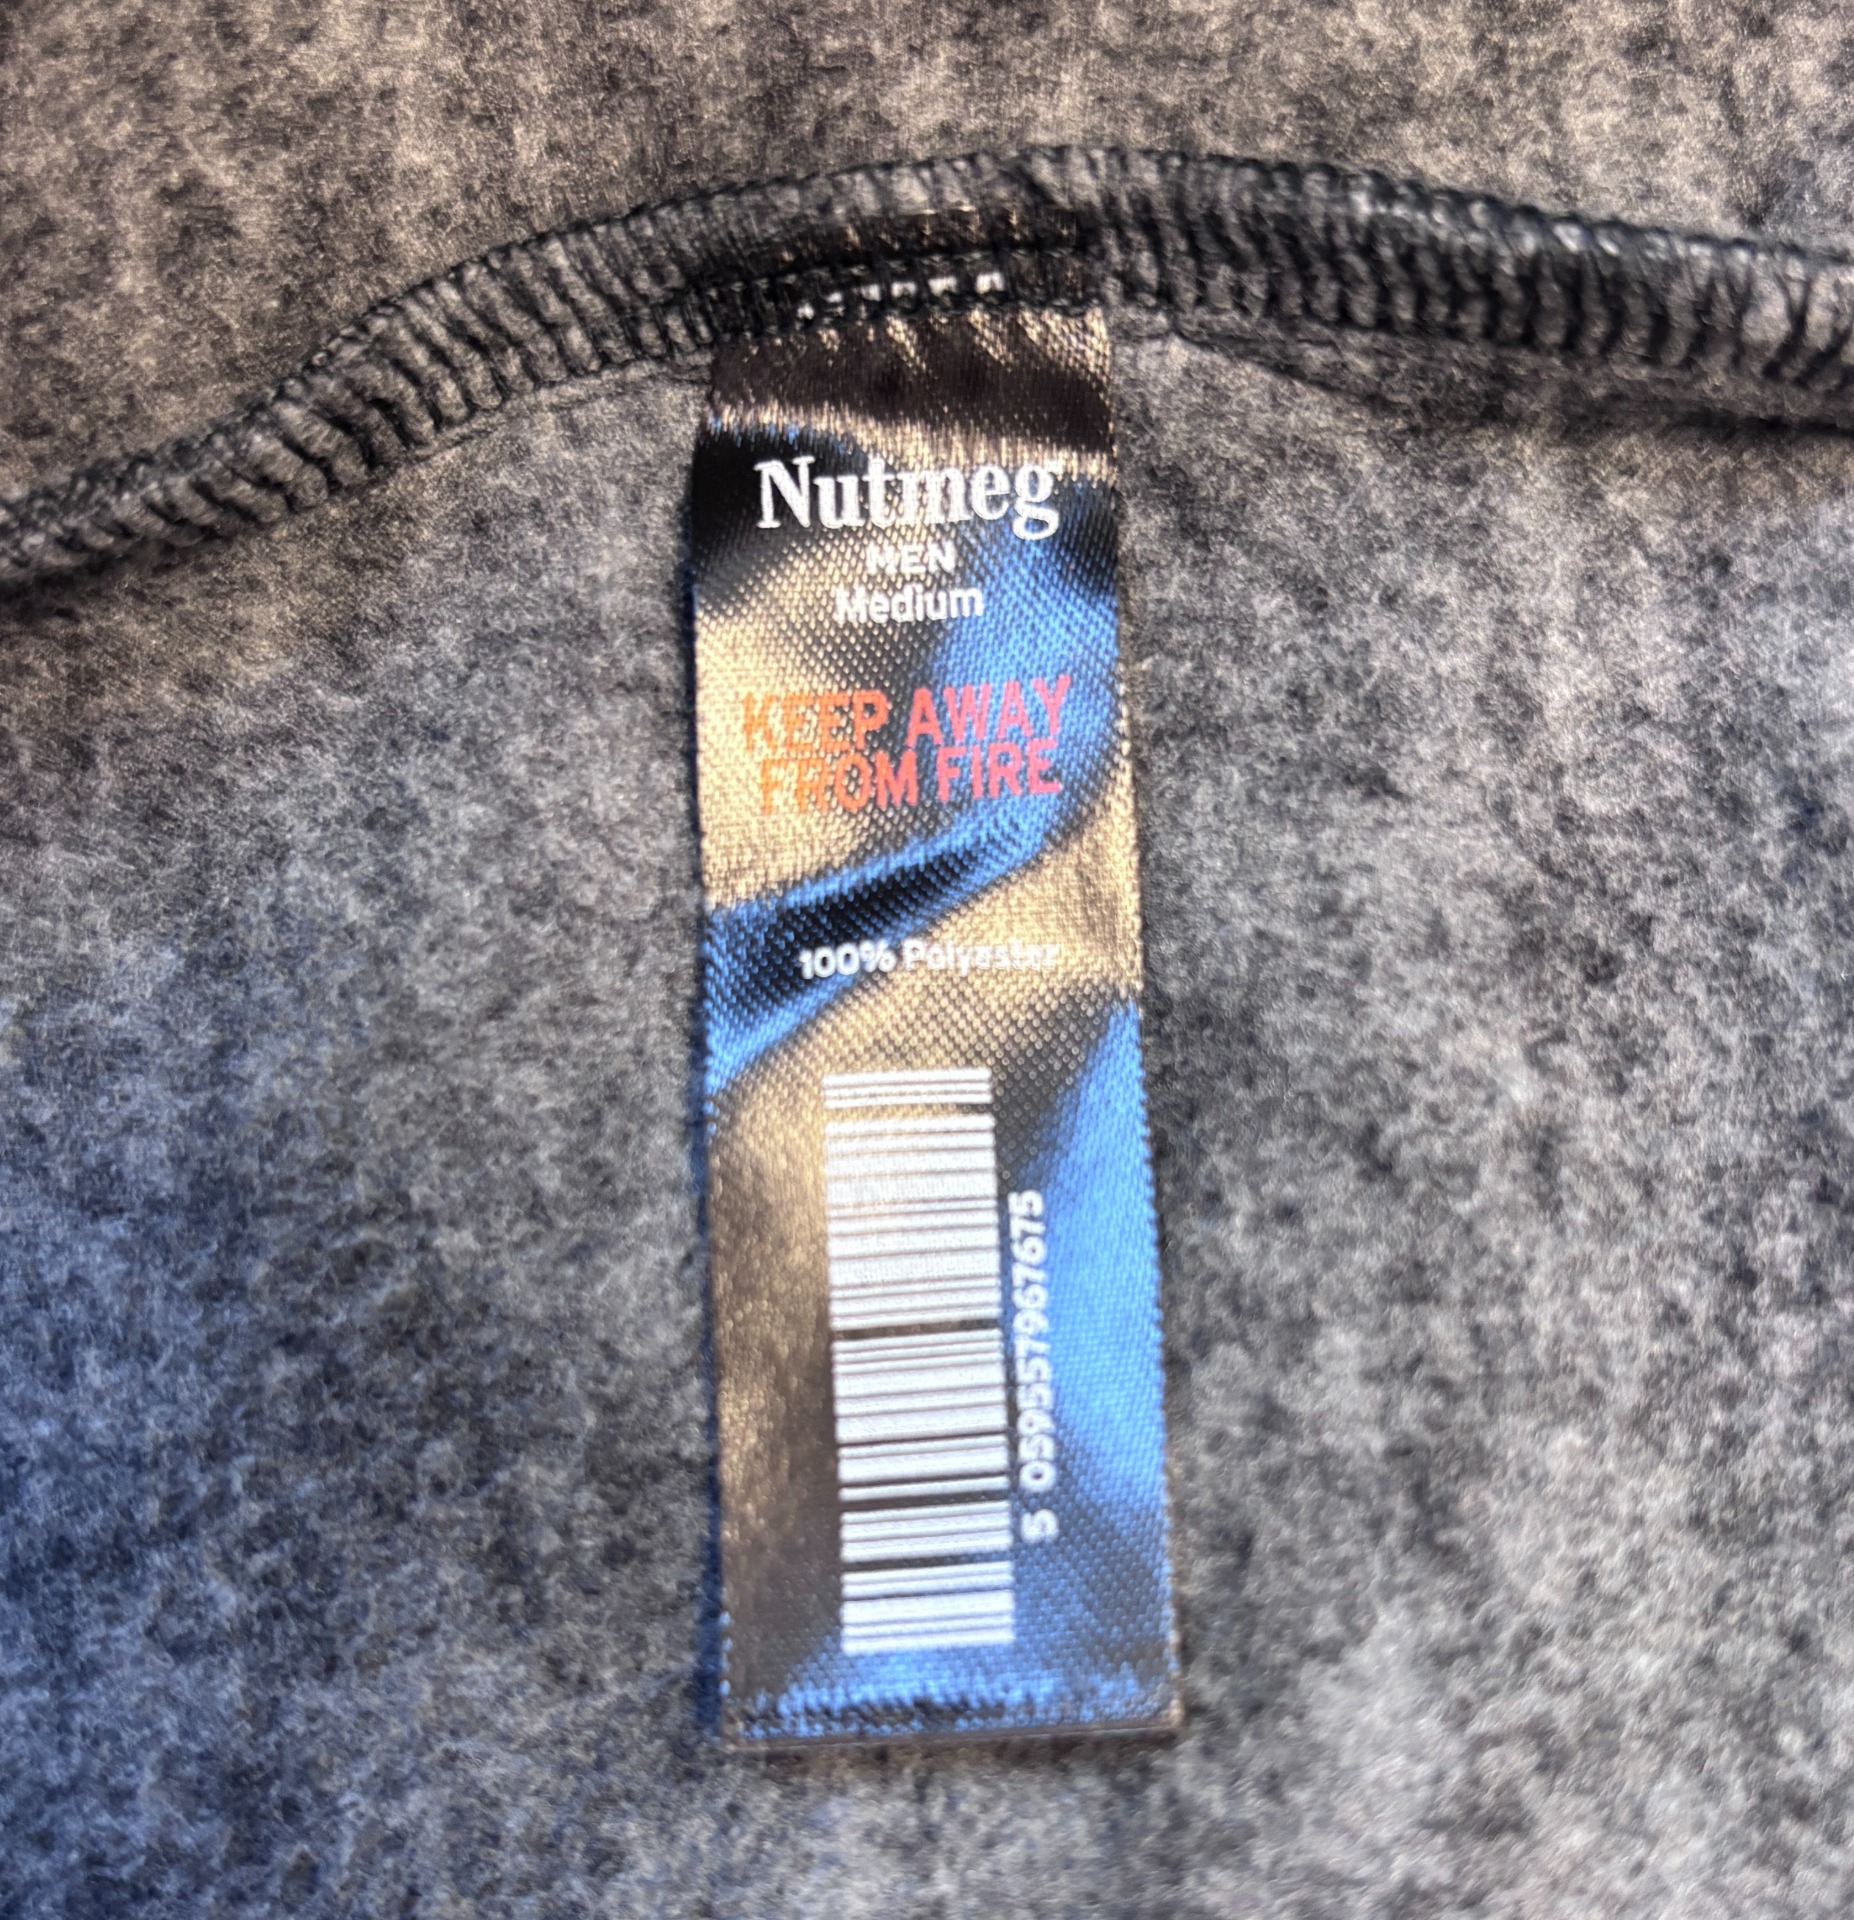 Nutmeg
MEN
Medium
KEEP AWAY
FROM FIRE
100% Polyester
5 059557967675